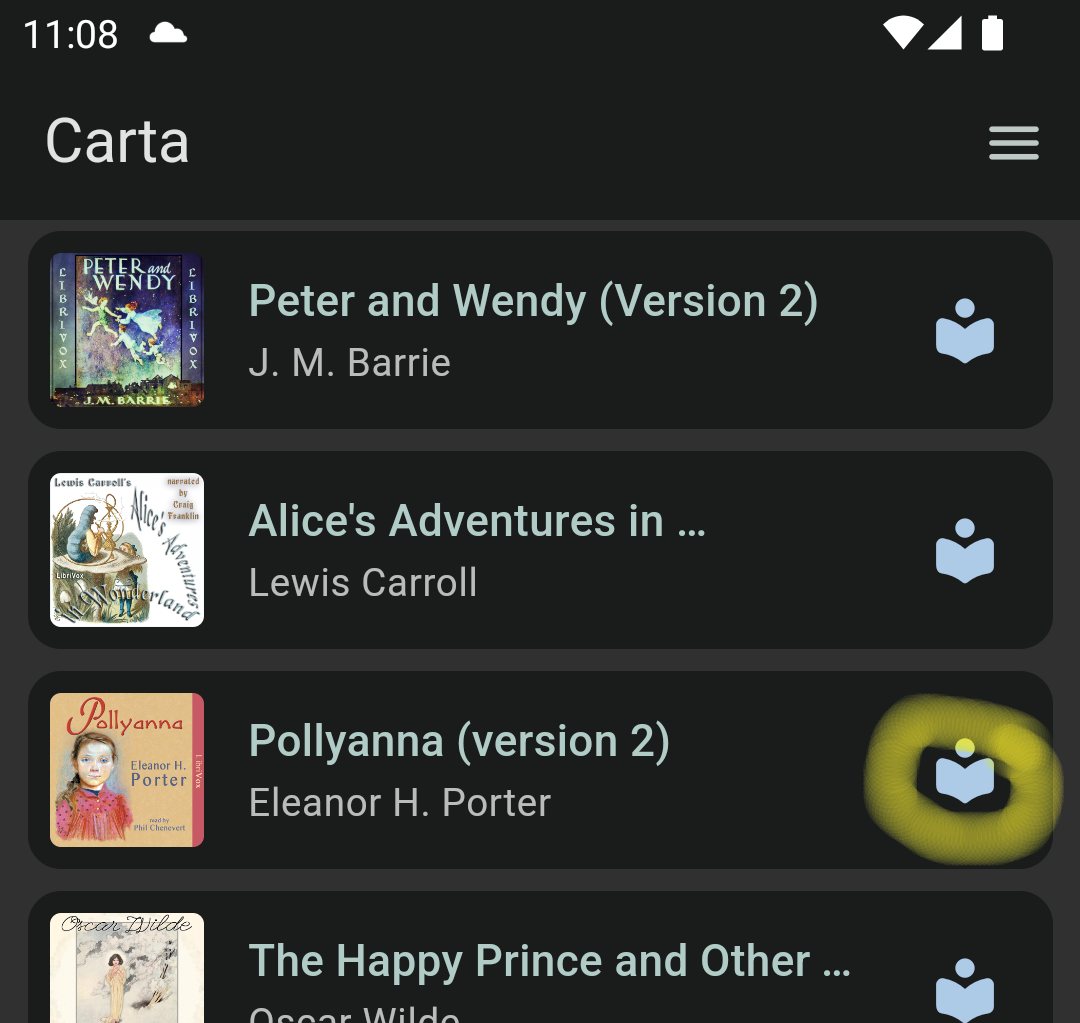 11:08
Carta
PETER and
WENDY
LIBRIVOX
LIBRIVOX
J.M. BARRIE
Peter and Wendy (Version 2)
J. M. Barrie
Lewis Carroll's
narrated
by
Craig
Franklin
Alice's Adventures
in Wonderland
LibriVox
Alice's Adventures in ...
Lewis Carroll
Pollyanna
Eleanor H.
Porter
LibriVox
read by
Phil Chenevert
Pollyanna (version 2)
Eleanor H. Porter
Oscar Wilde
The Happy Prince and Other ...
Oscar Wilde